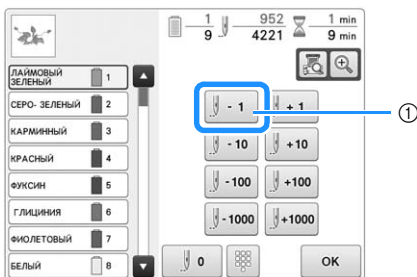 1 952 1 min
9 4221 9 min
ЛАЙМОВЫЙ
ЗЕЛЕНЫЙ 1
СЕРО- ЗЕЛЕНЫЙ 2
КАРМИННЫЙ 3
КРАСНЫЙ 4
ФУКСИН 5
ГЛИЦИНИЯ 6
ФИОЛЕТОВЫЙ 7
БЕЛЫЙ 8
- 1 + 1
- 10 +10
-100 +100
-1000 +1000
0 OK
①